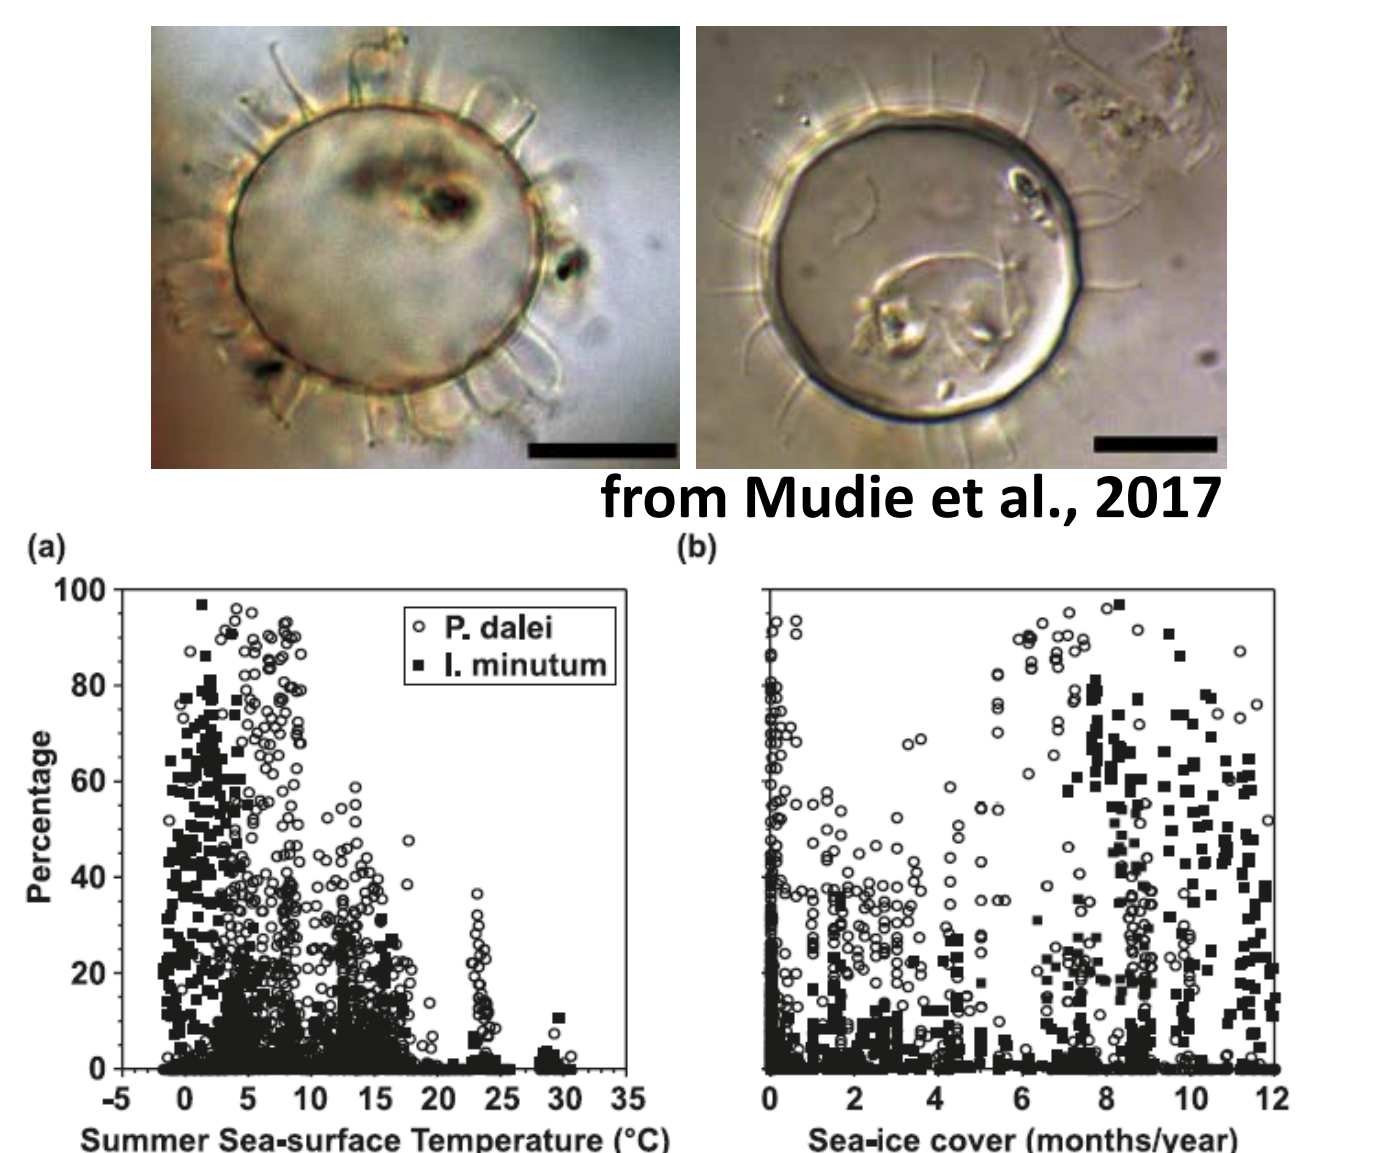 from Mudie et al., 2017
(a)
(b)
100
80
60
40
20
0
Percentage
P. dalei
I. minutum
-5 0 5 10 15 20 25 30 35
0 2 4 6 8 10 12
Summer Sea-surface Temperature (°C)
Sea-ice cover (months/year)